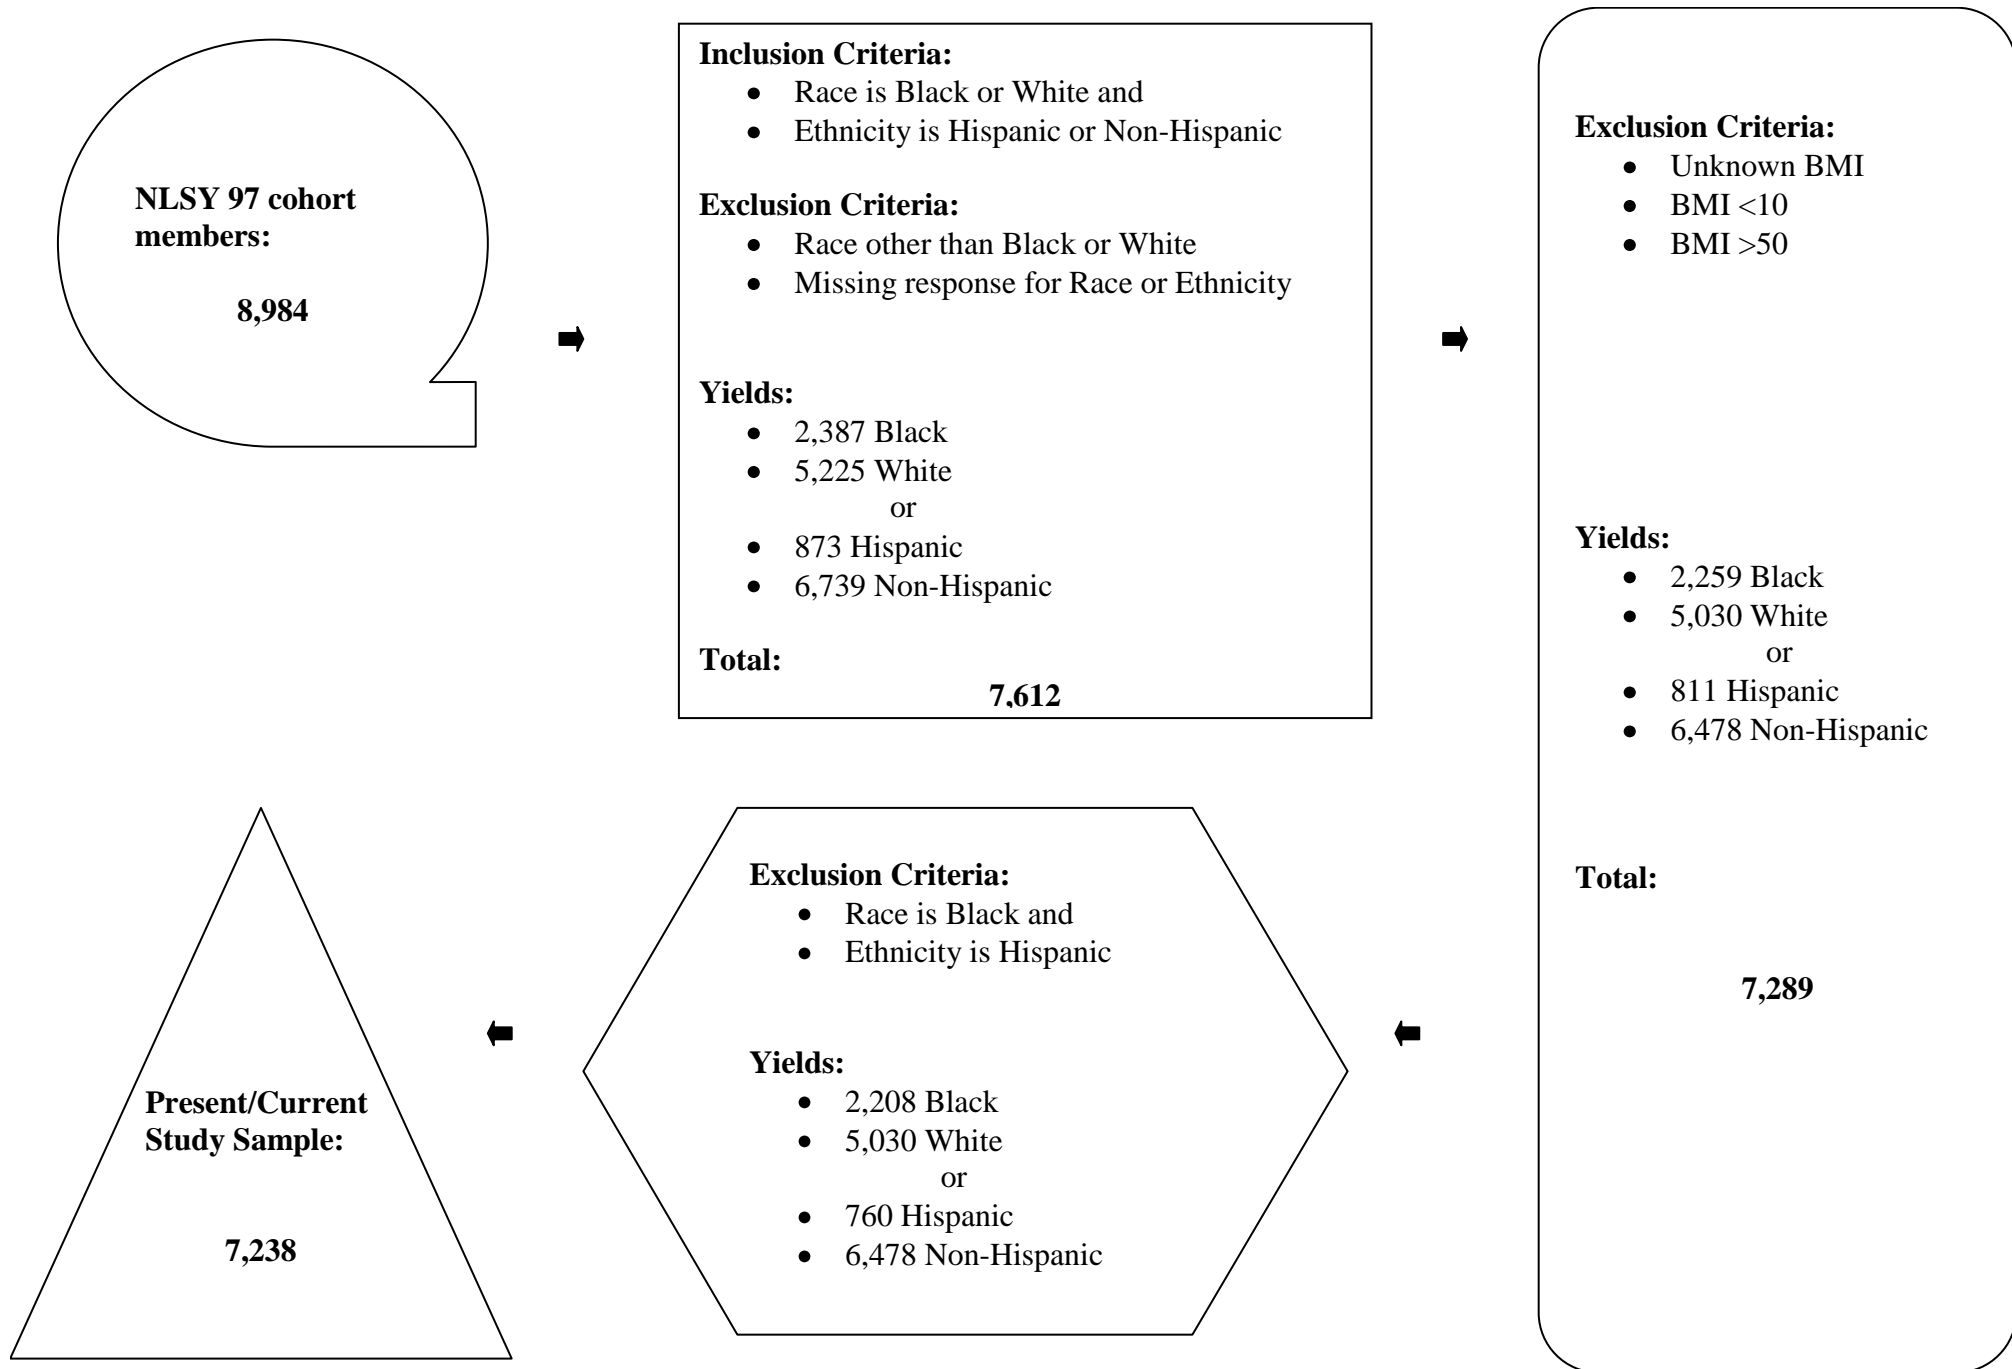 NLSY 97 cohort
members:
8,984
Inclusion Criteria:
• Race is Black or White and
• Ethnicity is Hispanic or Non-Hispanic
Exclusion Criteria:
• Race other than Black or White
• Missing response for Race or Ethnicity
Yields:
• 2,387 Black
• 5,225 White
or
• 873 Hispanic
• 6,739 Non-Hispanic
Total:
7,612
Exclusion Criteria:
• Unknown BMI
• BMI <10
• BMI >50
Yields:
• 2,259 Black
• 5,030 White
or
• 811 Hispanic
• 6,478 Non-Hispanic
Total:
7,289
Exclusion Criteria:
• Race is Black and
• Ethnicity is Hispanic
Yields:
• 2,208 Black
• 5,030 White
or
• 760 Hispanic
• 6,478 Non-Hispanic
Present/Current
Study Sample:
7,238